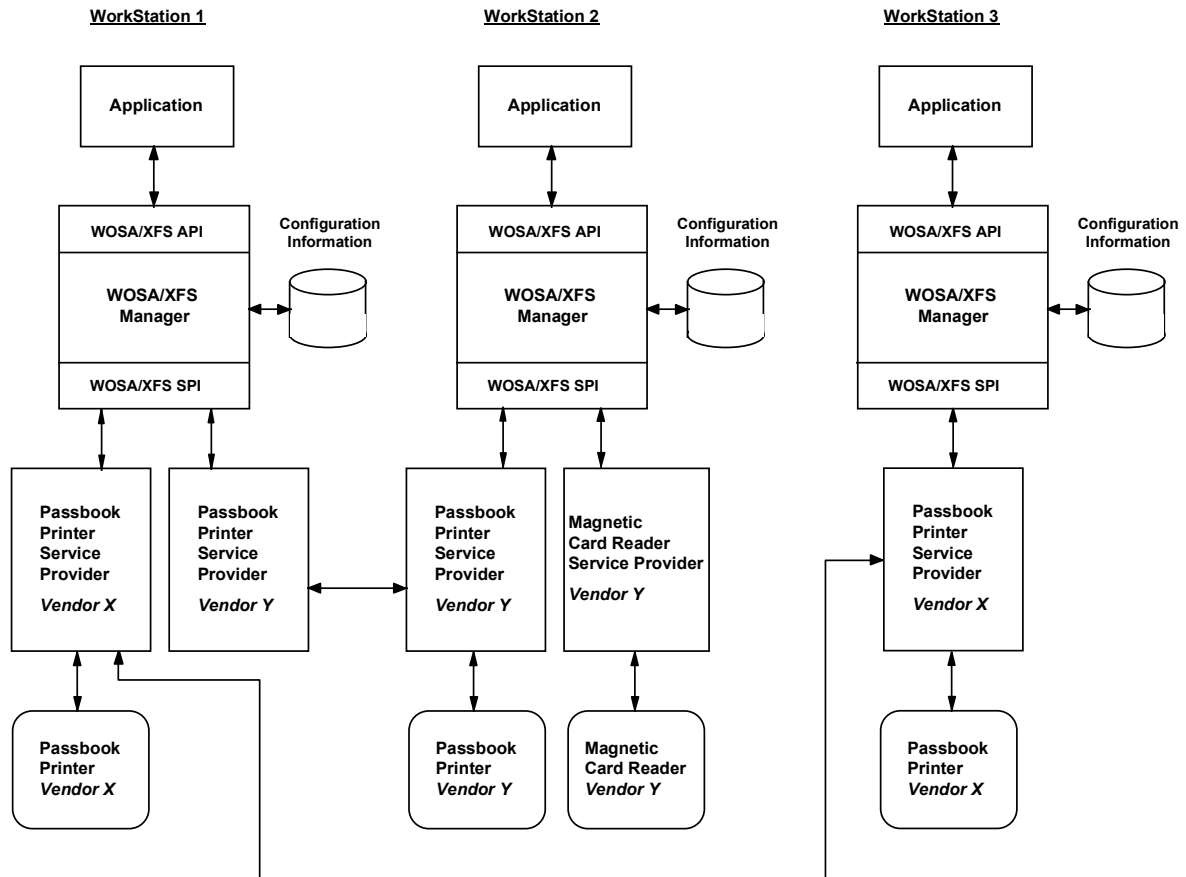 WorkStation 1
WorkStation 2
WorkStation 3
Application
Application
Application
WOSA/XFS API
Configuration
Information
WOSA/XFS
Manager
WOSA/XFS SPI
WOSA/XFS API
Configuration
Information
WOSA/XFS
Manager
WOSA/XFS SPI
WOSA/XFS API
Configuration
Information
WOSA/XFS
Manager
WOSA/XFS SPI
Passbook
Printer
Service
Provider
Vendor X
Passbook
Printer
Service
Provider
Vendor Y
Passbook
Printer
Service
Provider
Vendor Y
Magnetic
Card Reader
Service Provider
Vendor Y
Passbook
Printer
Service
Provider
Vendor X
Passbook
Printer
Vendor X
Passbook
Printer
Vendor Y
Magnetic
Card Reader
Vendor Y
Passbook
Printer
Vendor X